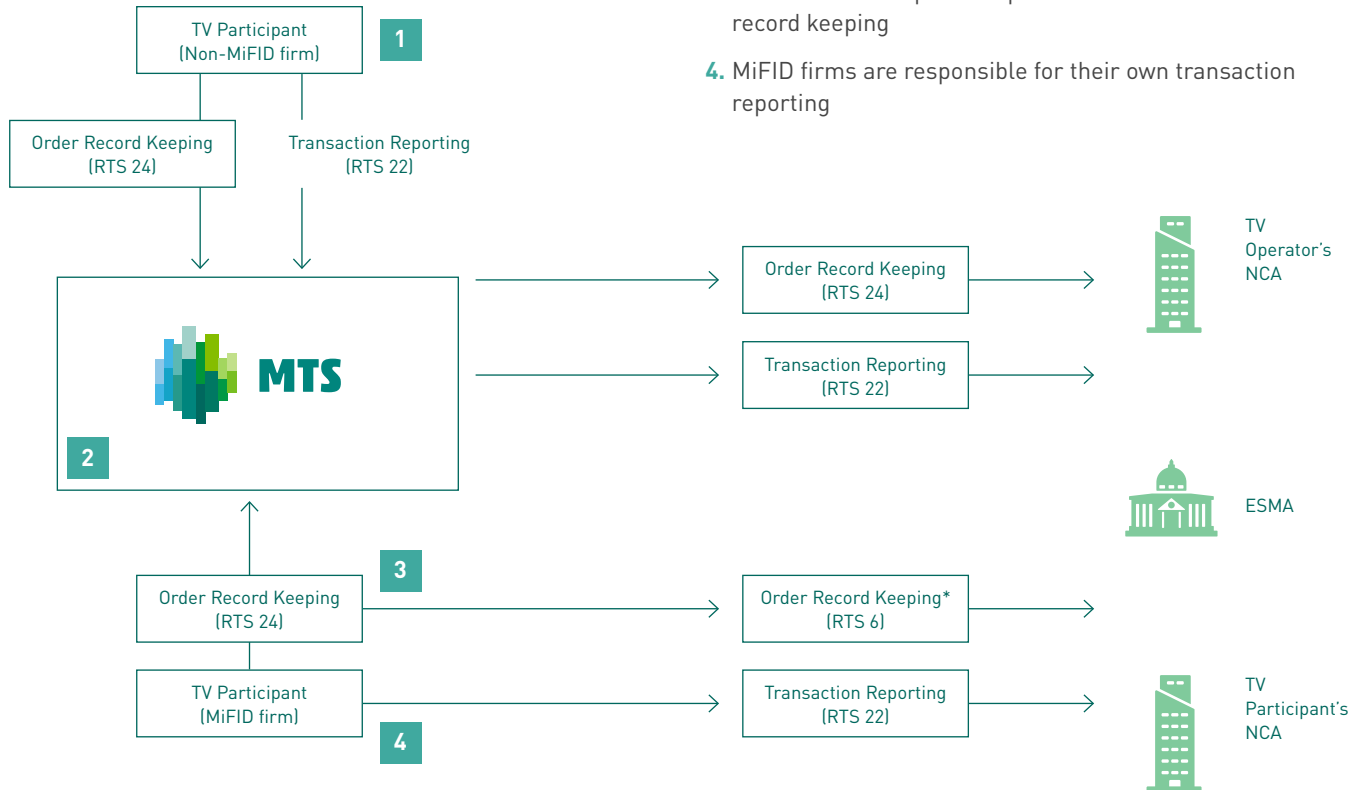 record keeping
4. MiFID firms are responsible for their own transaction
reporting
TV Participant
(Non-MiFID firm)
1
Order Record Keeping
(RTS 24)
Transaction Reporting
(RTS 22)
MTS
2
Order Record Keeping
(RTS 24)
TV
Operator's
NCA
Transaction Reporting
(RTS 22)
ESMA
3
Order Record Keeping
(RTS 24)
Order Record Keeping*
(RTS 6)
TV Participant
(MiFID firm)
4
Transaction Reporting
(RTS 22)
TV
Participant's
NCA